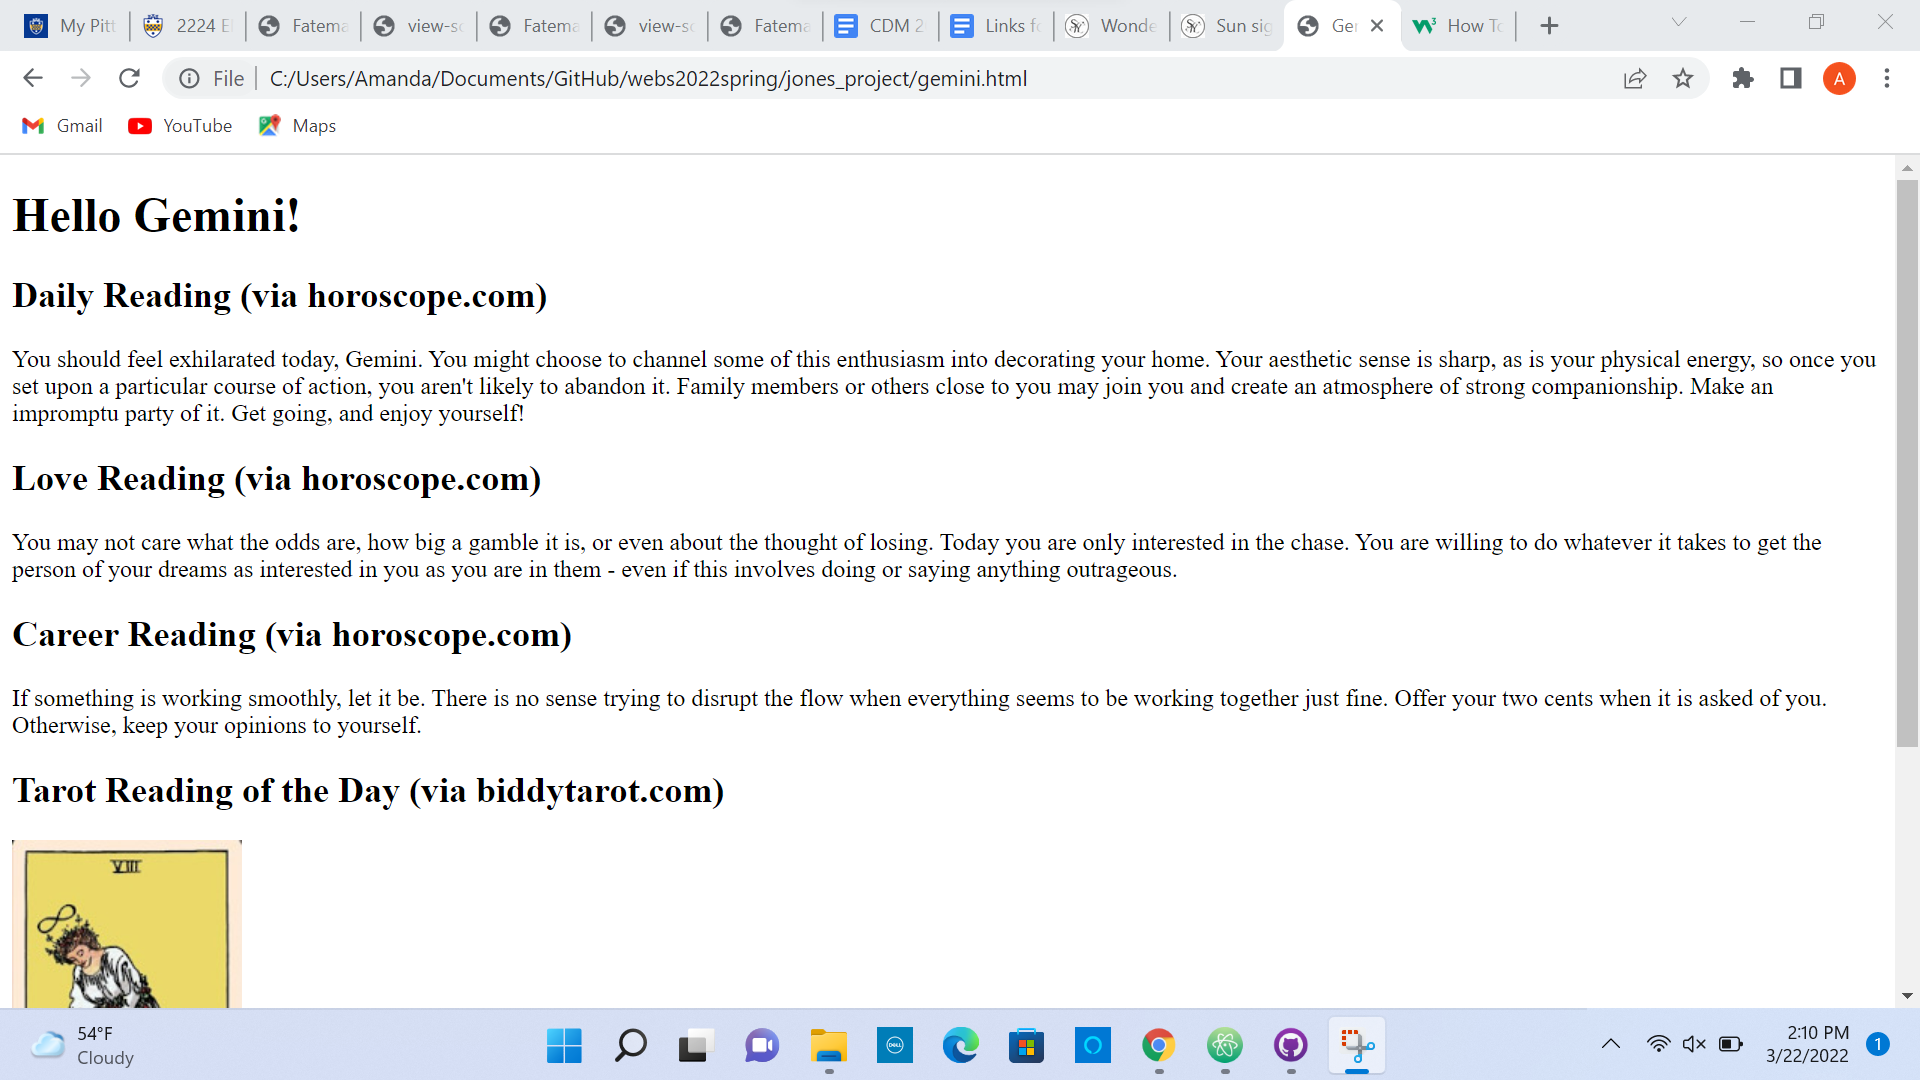 My Pitt
2224 E
Fatema
view-so
Fatema
view-so
Fatema
CDM 2
Links fo
Wonde
Sun sig
Ger
How To
File
C:/Users/Amanda/Documents/GitHub/webs2022spring/jones_project/gemini.html
A
Gmail
YouTube
Maps
Hello Gemini!
Daily Reading (via horoscope.com)
You should feel exhilarated today, Gemini. You might choose to channel some of this enthusiasm into decorating your home. Your aesthetic sense is sharp, as is your physical energy, so once you
set upon a particular course of action, you aren't likely to abandon it. Family members or others close to you may join you and create an atmosphere of strong companionship. Make an
impromptu party of it. Get going, and enjoy yourself!
Love Reading (via horoscope.com)
You may not care what the odds are, how big a gamble it is, or even about the thought of losing. Today you are only interested in the chase. You are willing to do whatever it takes to get the
person of your dreams as interested in you as you are in them - even if this involves doing or saying anything outrageous.
Career Reading (via horoscope.com)
If something is working smoothly, let it be. There is no sense trying to disrupt the flow when everything seems to be working together just fine. Offer your two cents when it is asked of you.
Otherwise, keep your opinions to yourself.
Tarot Reading of the Day (via biddytarot.com)
VIII
54°F
Cloudy
DELL
2:10 PM
3/22/2022
1